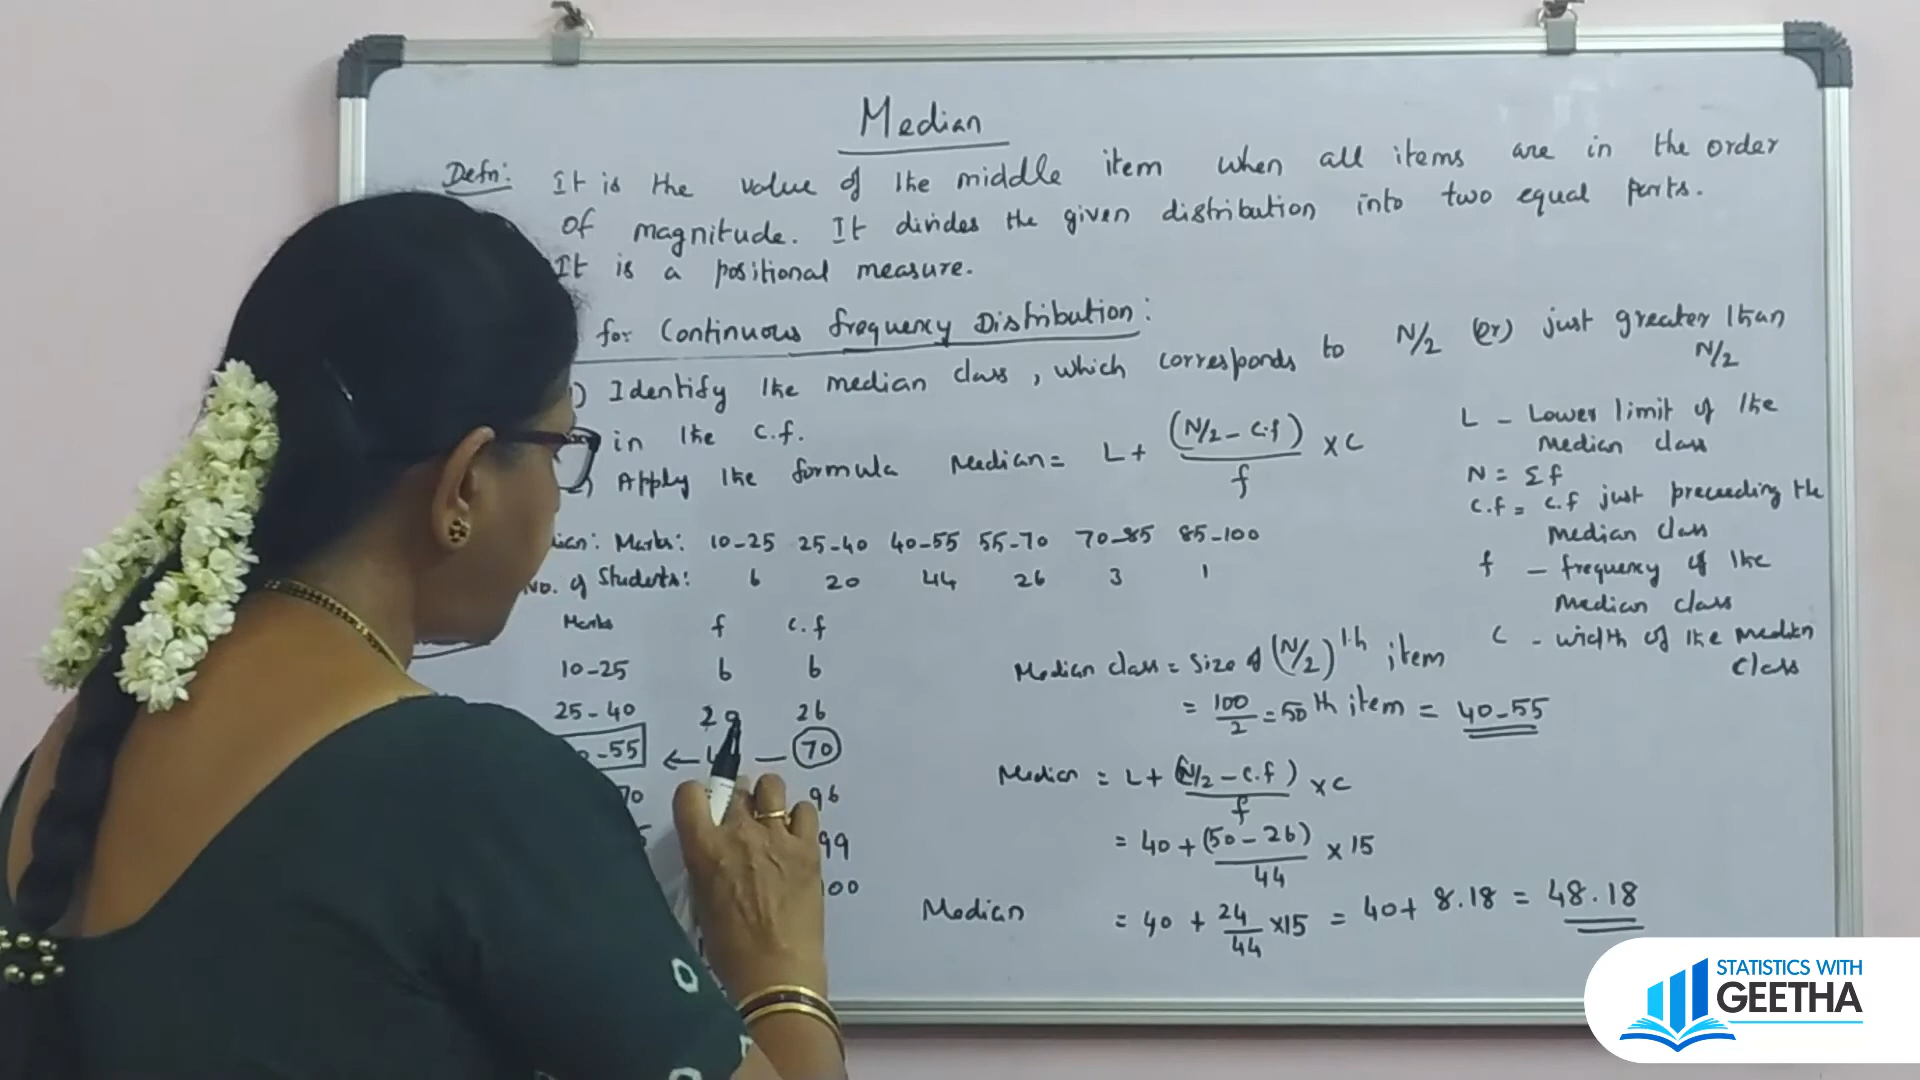 Median
Defn: It is the value of the middle item when all items are in the order
of magnitude. It divides the given distribution into two equal parts.
It is a positional measure.
for Continuous frequency Distribution:
1) Identify the median class, which corresponds to N/2 (or) just greater than N/2
in the c.f.
2) Apply the formula Median = L + (N/2 - c.f)/f × C
L - Lower limit of the
median class
N = Σf
c.f = c.f just preceeding the
median class
f - frequency of the
Median class
C - width of the median
class
Marks: 10-25 25-40 40-55 55-70 70-85 85-100
No. of Students: 6 20 44 26 3 1
Marks f c.f
10-25 6 6
25-40 20 26
-55 ← — 70
70 96
99
100
Median class = Size of (N/2)th item
= 100/2 = 50th item = 40-55
Median = L + (N/2 - c.f)/f × C
= 40 + (50-26)/44 × 15
Median = 40 + 24/44 ×15 = 40+ 8.18 = 48.18
STATISTICS WITH
GEETHA